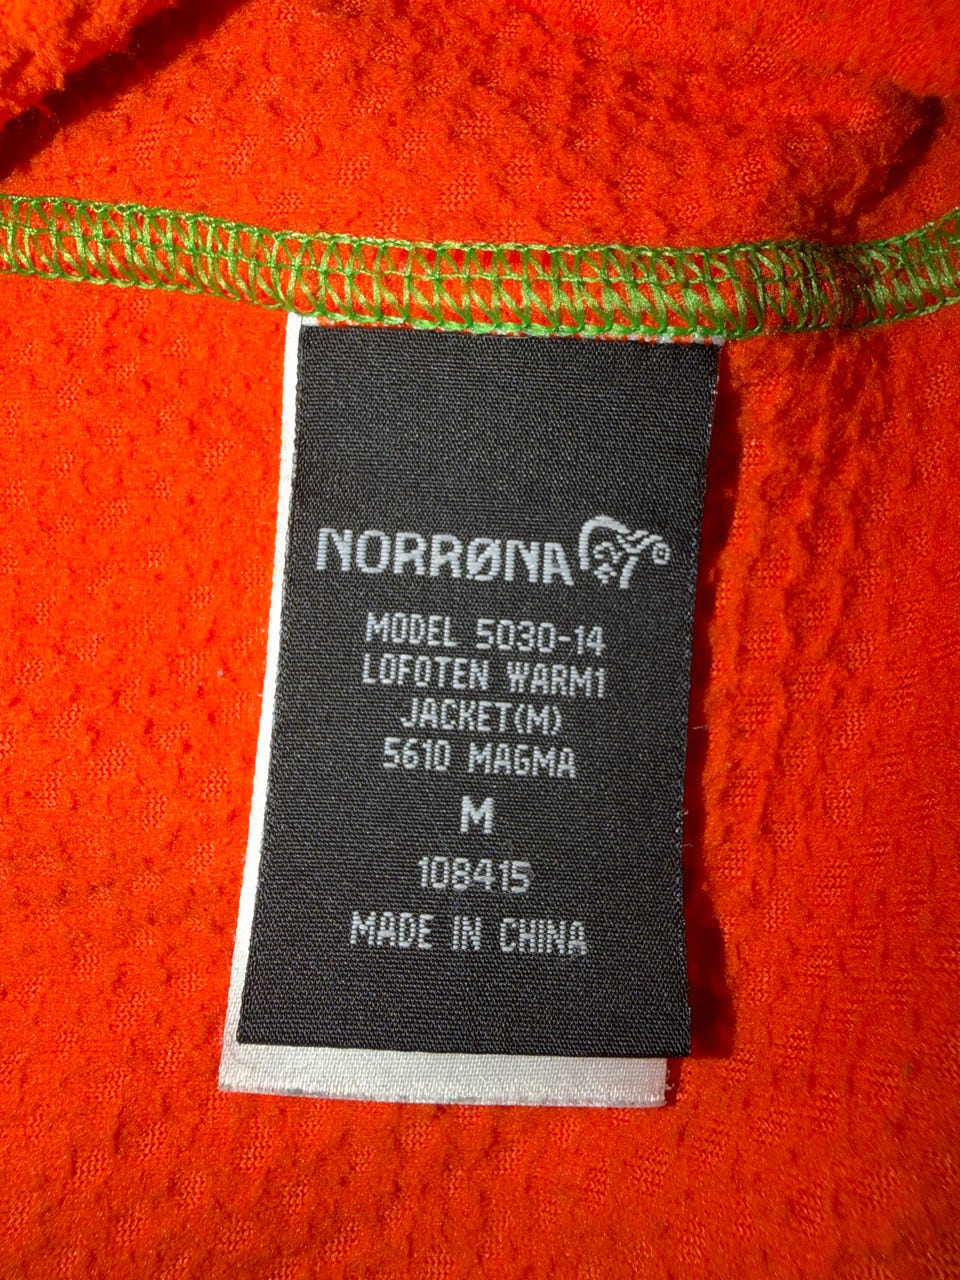 NORRØNA
MODEL 5030-14
LOFOTEN WARM1
JACKET(M)
5610 MAGMA
M
108415
MADE IN CHINA